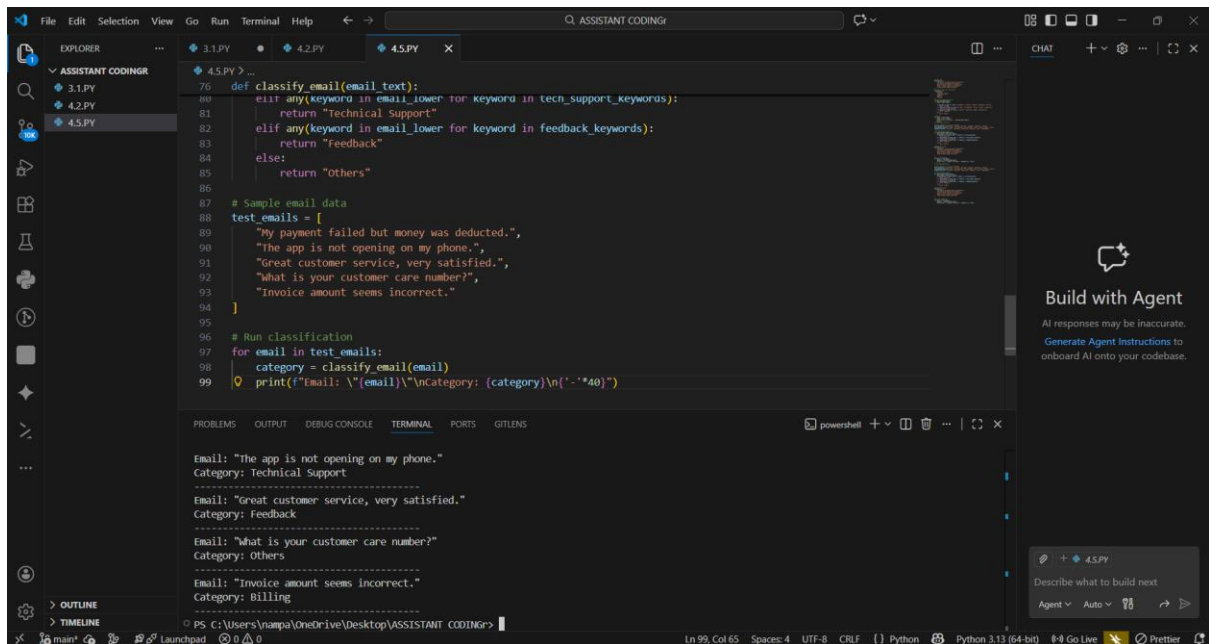 File Edit Selection View Go Run Terminal Help
ASSISTANT CODINGr
EXPLORER
ASSISTANT CODINGR
3.1.PY
4.2.PY
4.5.PY
10K
OUTLINE
TIMELINE
3.1.PY 4.2.PY 4.5.PY
4.5.PY > ...
76 def classify_email(email_text):
80 elif any(keyword in email_lower for keyword in tech_support_keywords):
81 return "Technical Support"
82 elif any(keyword in email_lower for keyword in feedback_keywords):
83 return "Feedback"
84 else:
85 return "Others"
86
87 # Sample email data
88 test_emails = [
89 "My payment failed but money was deducted.",
90 "The app is not opening on my phone.",
91 "Great customer service, very satisfied.",
92 "What is your customer care number?",
93 "Invoice amount seems incorrect."
94 ]
95
96 # Run classification
97 for email in test_emails:
98 category = classify_email(email)
99 print(f"Email: \"{email}\"\nCategory: {category}\n{'-'*40}")
PROBLEMS OUTPUT DEBUG CONSOLE TERMINAL PORTS GITLENS
powershell
Email: "The app is not opening on my phone."
Category: Technical Support
----------------------------------------
Email: "Great customer service, very satisfied."
Category: Feedback
----------------------------------------
Email: "What is your customer care number?"
Category: Others
----------------------------------------
Email: "Invoice amount seems incorrect."
Category: Billing
----------------------------------------
PS C:\Users\nampa\OneDrive\Desktop\ASSISTANT CODINGr>
CHAT
Build with Agent
AI responses may be inaccurate.
Generate Agent Instructions to
onboard AI onto your codebase.
4.5.PY
Describe what to build next
Agent Auto
main* Launchpad 0 0 Ln 99, Col 65 Spaces: 4 UTF-8 CRLF {} Python Python 3.13 (64-bit) Go Live Prettier